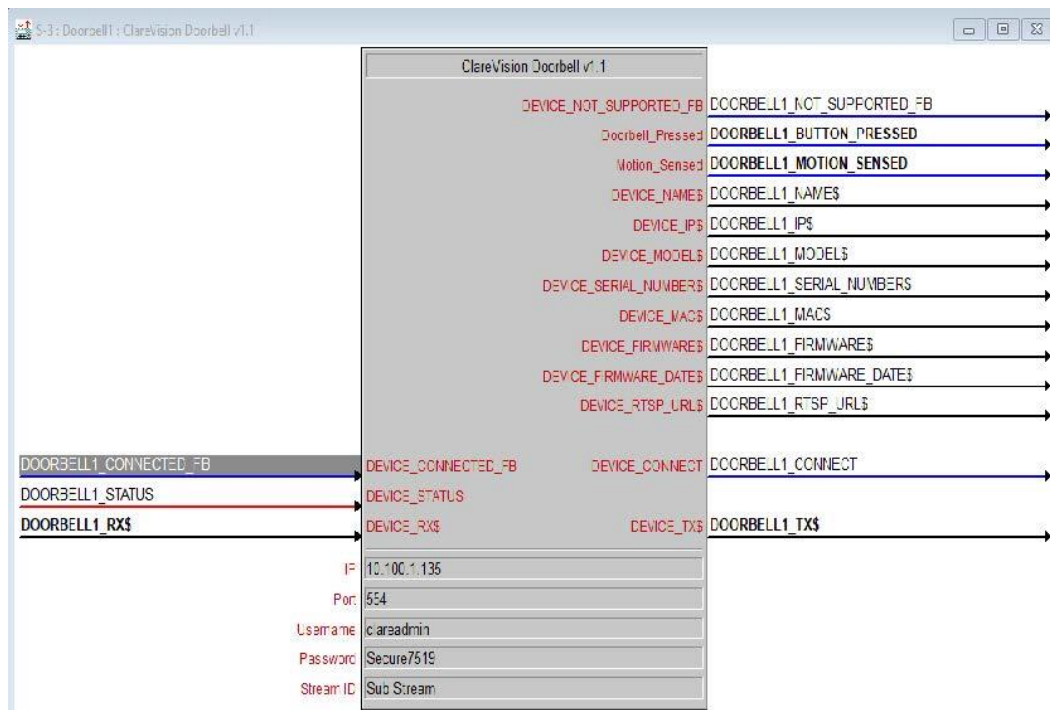 S-3 : Doorbell1 : ClareVision Doorbell v1.1
ClareVision Doorbell v1.1
DEVICE_NOT_SUPPORTED_FB DOORBELL1_NOT_SUPPORTED_FB
Doorbell_Pressed DOORBELL1_BUTTON_PRESSED
Motion_Sensed DOORBELL1_MOTION_SENSED
DEVICE_NAME$ DOORBELL1_NAME$
DEVICE_IP$ DOORBELL1_IP$
DEVICE_MODEL$ DOORBELL1_MODEL$
DEVICE_SERIAL_NUMBER$ DOORBELL1_SERIAL_NUMBER$
DEVICE_MAC$ DOORBELL1_MAC$
DEVICE_FIRMWARE$ DOORBELL1_FIRMWARE$
DEVICE_FIRMWARE_DATE$ DOORBELL1_FIRMWARE_DATE$
DEVICE_RTSP_URL$ DOORBELL1_RTSP_URL$
DOORBELL1_CONNECTED_FB DEVICE_CONNECTED_FB DEVICE_CONNECT DOORBELL1_CONNECT
DOORBELL1_STATUS DEVICE_STATUS
DOORBELL1_RX$ DEVICE_RX$ DEVICE_TX$ DOORBELL1_TX$
IP 10.100.1.135
Port 554
Username clareadmin
Password Secure7519
Stream ID Sub Stream